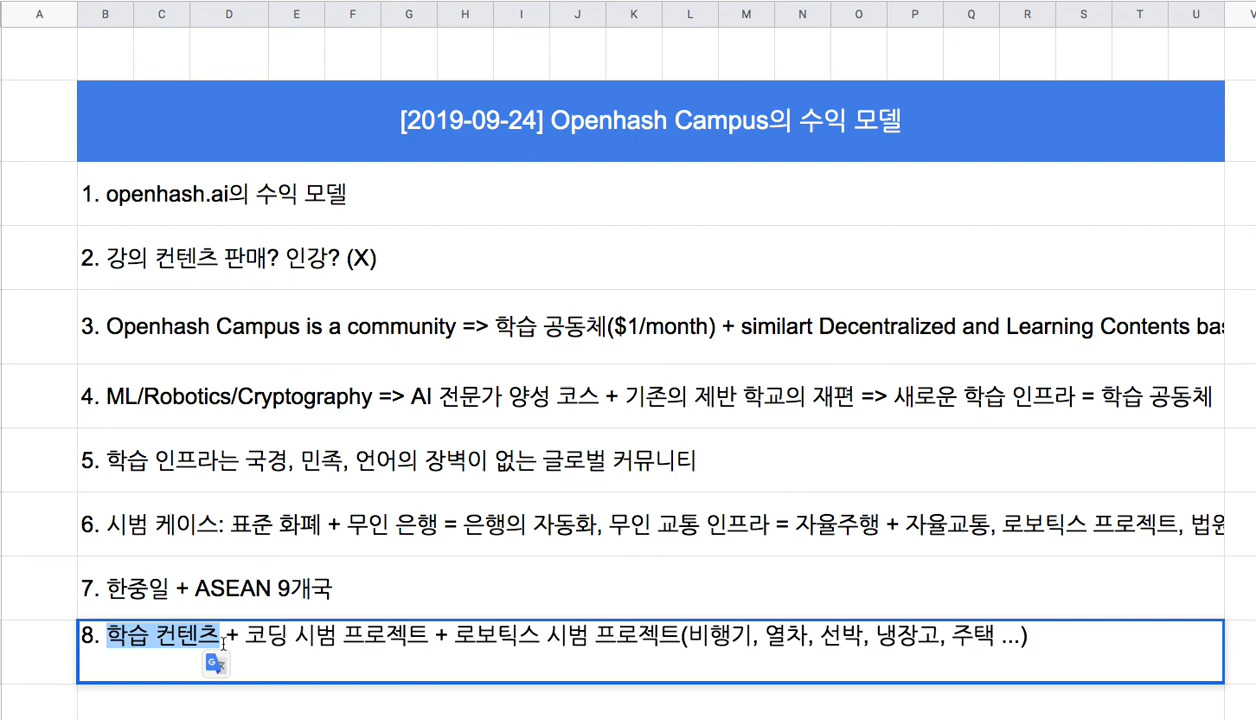 A B C D E F G H I J K L M N O P Q R S T U V
[2019-09-24] Openhash Campus의 수익 모델
1. openhash.ai의 수익 모델
2. 강의 컨텐츠 판매? 인강? (X)
3. Openhash Campus is a community => 학습 공동체($1/month) + similart Decentralized and Learning Contents bas
4. ML/Robotics/Cryptography => AI 전문가 양성 코스 + 기존의 제반 학교의 재편 => 새로운 학습 인프라 = 학습 공동체
5. 학습 인프라는 국경, 민족, 언어의 장벽이 없는 글로벌 커뮤니티
6. 시범 케이스: 표준 화폐 + 무인 은행 = 은행의 자동화, 무인 교통 인프라 = 자율주행 + 자율교통, 로보틱스 프로젝트, 법원
7. 한중일 + ASEAN 9개국
8. 학습 컨텐츠 + 코딩 시범 프로젝트 + 로보틱스 시범 프로젝트(비행기, 열차, 선박, 냉장고, 주택 ...)